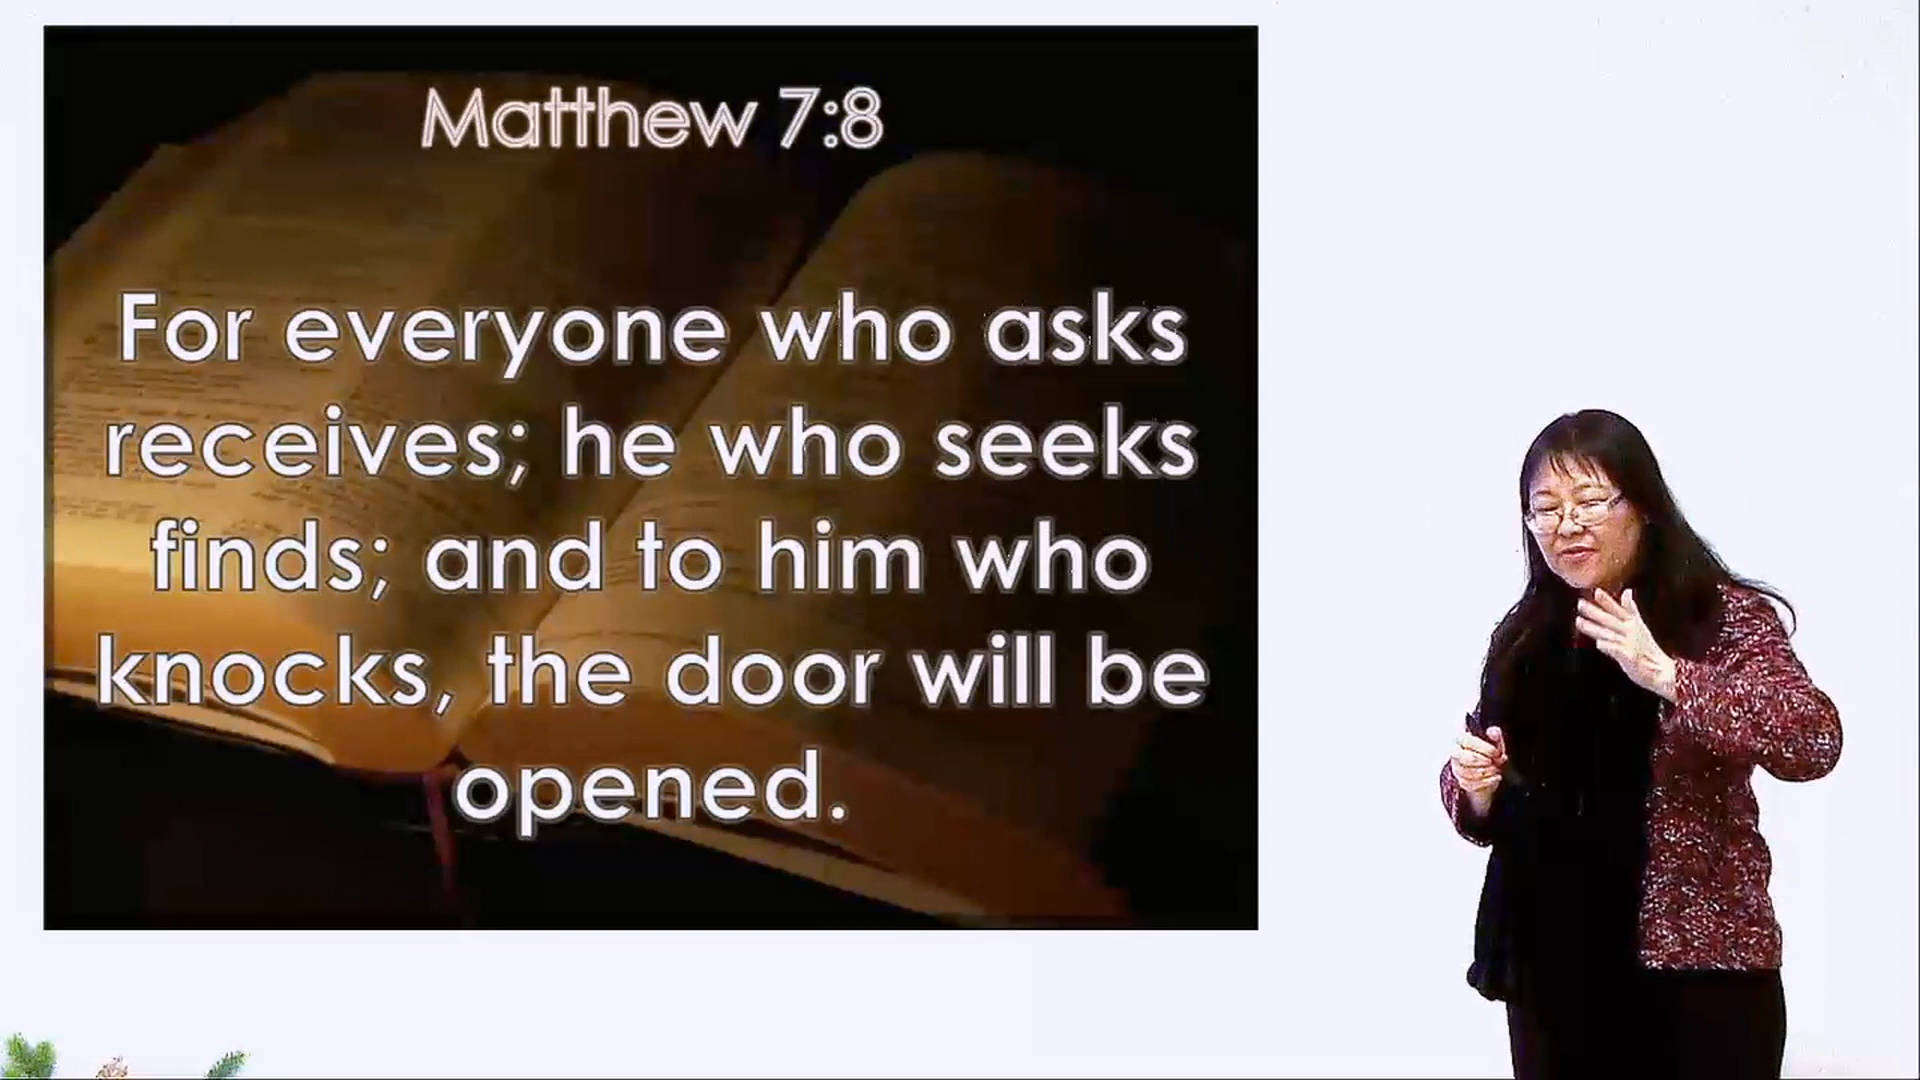 Matthew 7:8
For everyone who asks
receives; he who seeks
finds; and to him who
knocks, the door will be
opened.